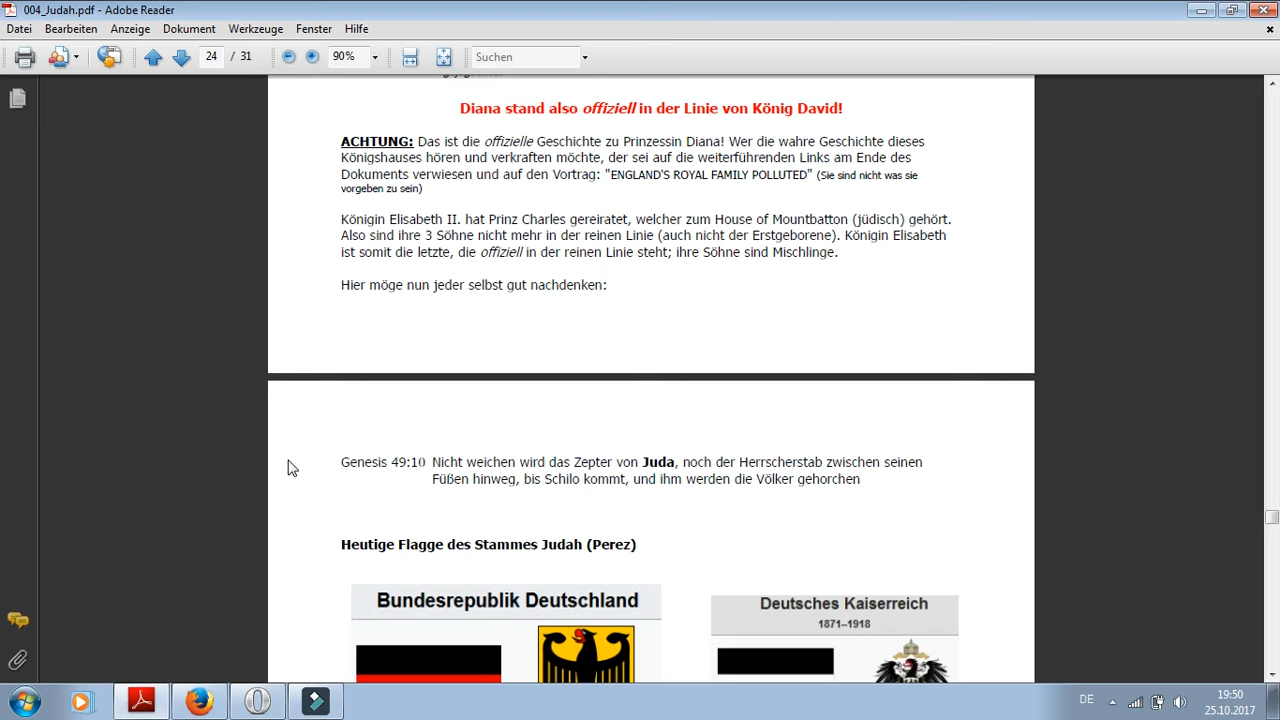 004_Judah.pdf - Adobe Reader
Datei Bearbeiten Anzeige Dokument Werkzeuge Fenster Hilfe
24 / 31 90% Suchen
Diana stand also offiziell in der Linie von König David!
ACHTUNG: Das ist die offizielle Geschichte zu Prinzessin Diana! Wer die wahre Geschichte dieses
Königshauses hören und verkraften möchte, der sei auf die weiterführenden Links am Ende des
Dokuments verwiesen und auf den Vortrag: "ENGLAND'S ROYAL FAMILY POLLUTED" (Sie sind nicht was sie
vorgeben zu sein)
Königin Elisabeth II. hat Prinz Charles gereiratet, welcher zum House of Mountbatton (jüdisch) gehört.
Also sind ihre 3 Söhne nicht mehr in der reinen Linie (auch nicht der Erstgeborene). Königin Elisabeth
ist somit die letzte, die offiziell in der reinen Linie steht; ihre Söhne sind Mischlinge.
Hier möge nun jeder selbst gut nachdenken:
Genesis 49:10 Nicht weichen wird das Zepter von Juda, noch der Herrscherstab zwischen seinen
Füßen hinweg, bis Schilo kommt, und ihm werden die Völker gehorchen
Heutige Flagge des Stammes Judah (Perez)
Bundesrepublik Deutschland
Deutsches Kaiserreich
1871–1918
DE
19:50
25.10.2017